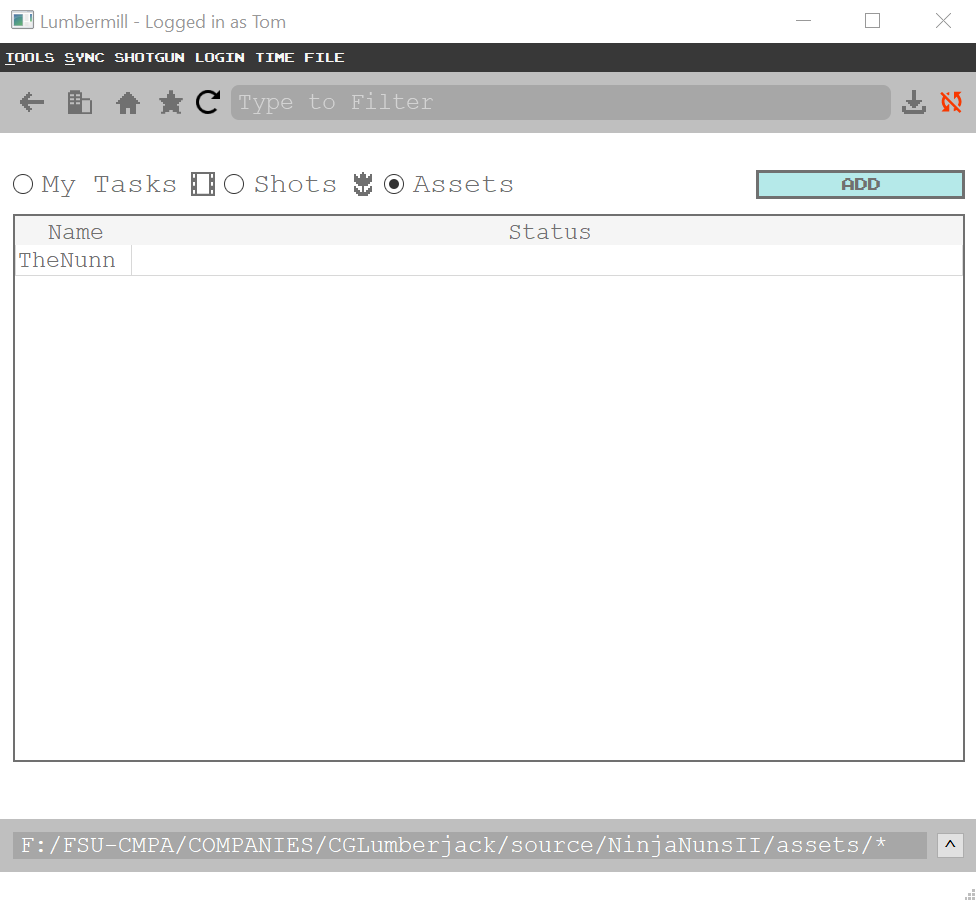 Lumbermill - Logged in as Tom
TOOLS SYNC SHOTGUN LOGIN TIME FILE
Type to Filter
My Tasks Shots Assets ADD
Name Status
TheNunn
F:/FSU-CMPA/COMPANIES/CGLumberjack/source/NinjaNunsII/assets/* ^